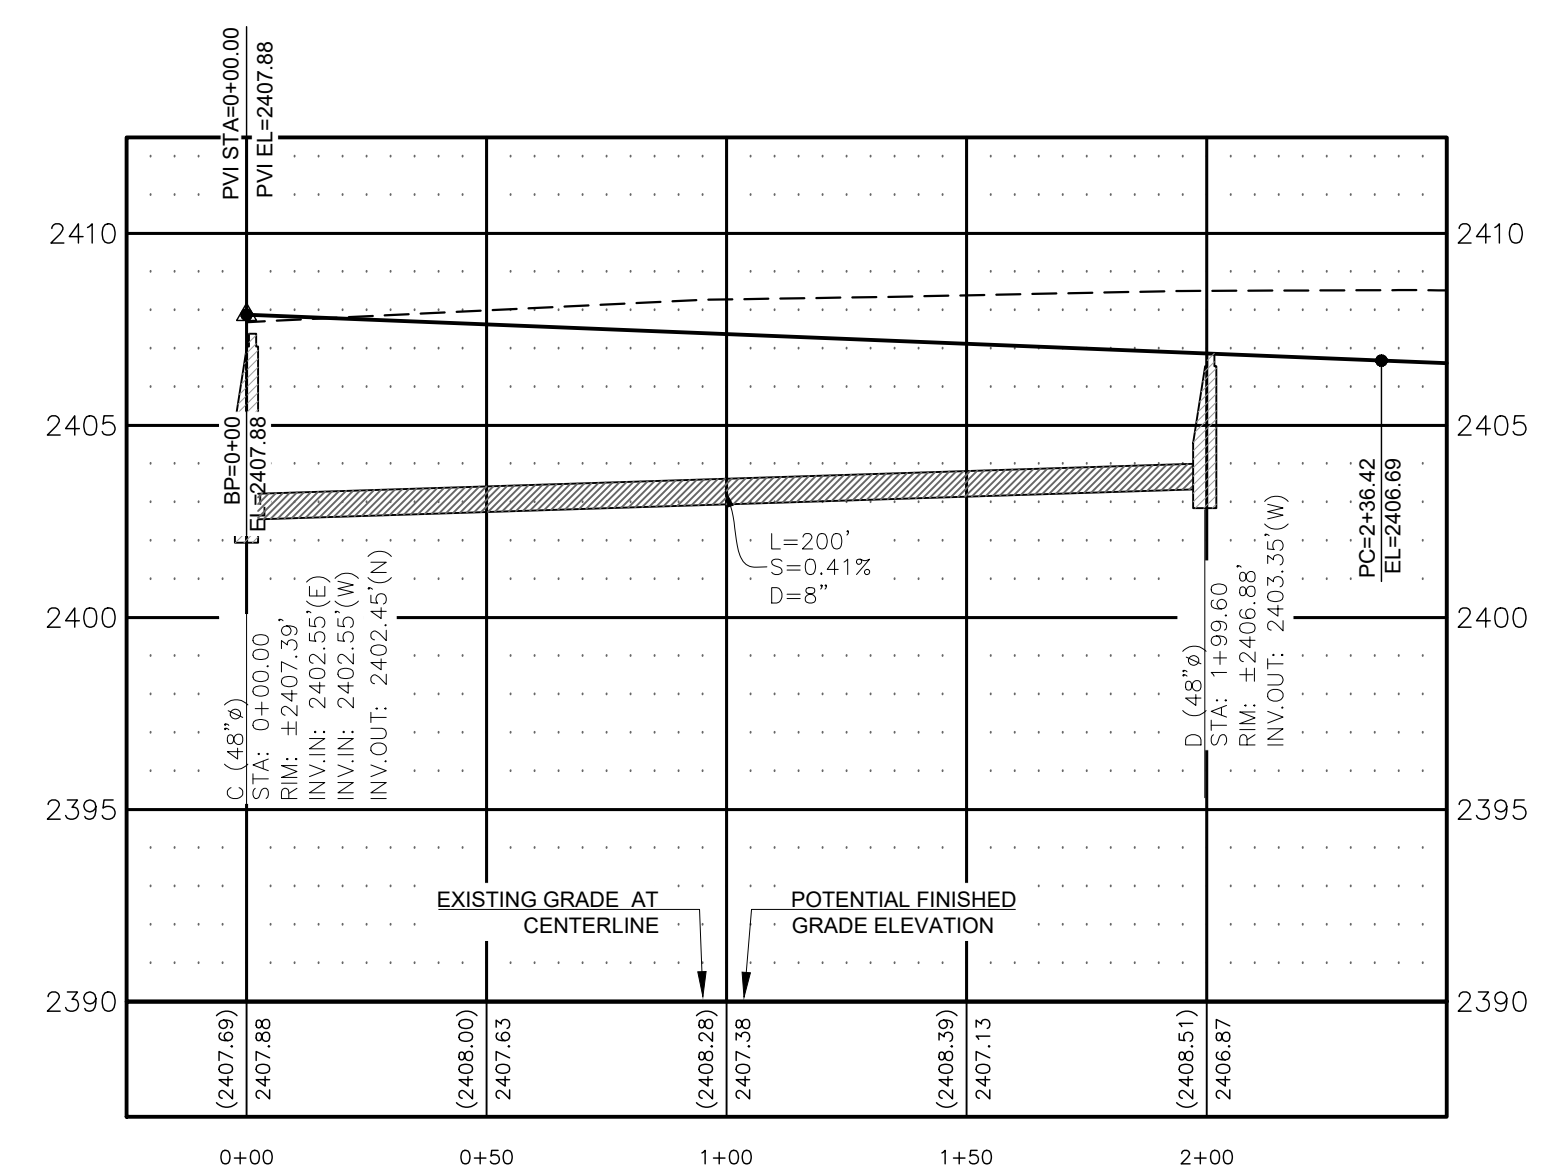 PVI STA=0+00.00
PVI EL=2407.88
2410
2410
2405
2405
BP=0+00
EL=2407.88
PC=2+36.42
EL=2406.69
L=200'
S=0.41%
D=8"
2400
2400
C (48"ø)
STA: 0+00.00
RIM: ±2407.39'
INV.IN: 2402.55'(E)
INV.IN: 2402.55'(W)
INV.OUT: 2402.45'(N)
D (48"ø)
STA: 1+99.60
RIM: ±2406.88'
INV.OUT: 2403.35'(W)
2395
2395
EXISTING GRADE AT
CENTERLINE
POTENTIAL FINISHED
GRADE ELEVATION
2390
2390
(2407.69)
2407.88
(2408.00)
2407.63
(2408.28)
2407.38
(2408.39)
2407.13
(2408.51)
2406.87
0+00
0+50
1+00
1+50
2+00